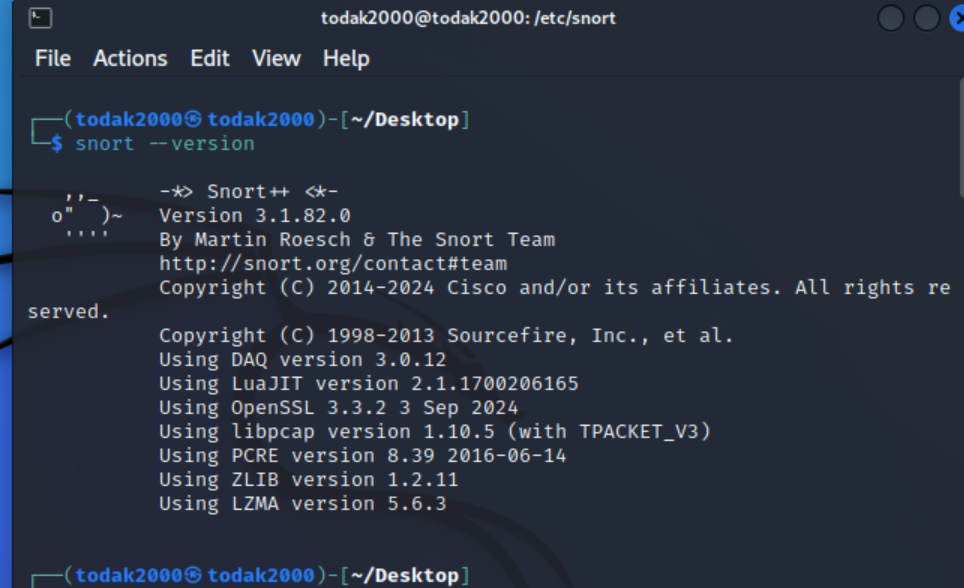 todak2000@todak2000: /etc/snort
File Actions Edit View Help
┌──(todak2000㉿todak2000)-[~/Desktop]
└─$ snort --version
,,_ -*> Snort++ <*-
o" )~ Version 3.1.82.0
'''' By Martin Roesch & The Snort Team
http://snort.org/contact#team
Copyright (C) 2014-2024 Cisco and/or its affiliates. All rights re
served.
Copyright (C) 1998-2013 Sourcefire, Inc., et al.
Using DAQ version 3.0.12
Using LuaJIT version 2.1.1700206165
Using OpenSSL 3.3.2 3 Sep 2024
Using libpcap version 1.10.5 (with TPACKET_V3)
Using PCRE version 8.39 2016-06-14
Using ZLIB version 1.2.11
Using LZMA version 5.6.3
┌──(todak2000㉿todak2000)-[~/Desktop]